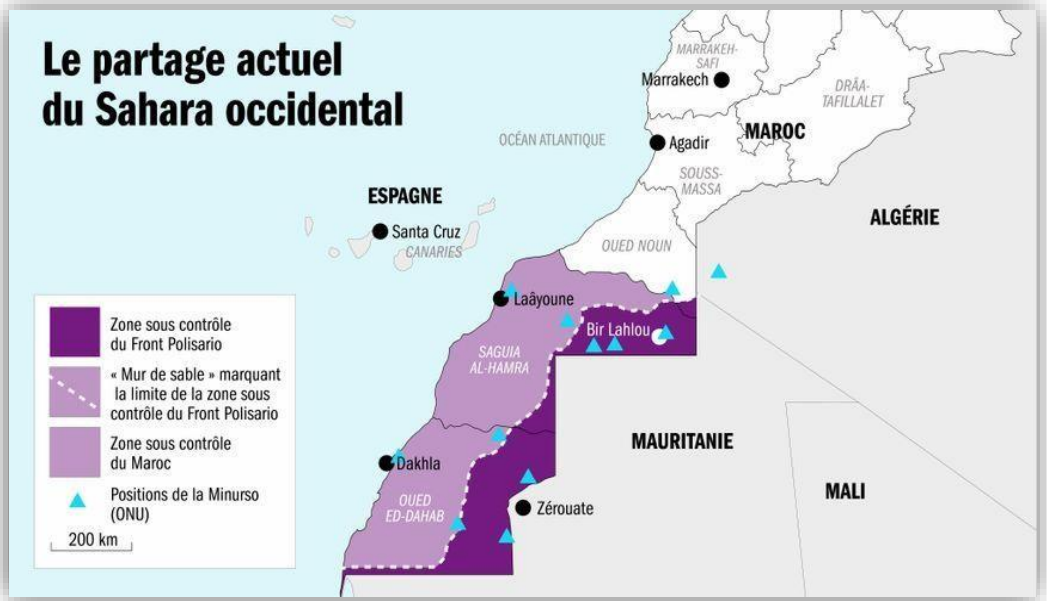 Le partage actuel
du Sahara occidental
MARRAKEH-
SAFI
Marrakech
DRÂA-
TAFILLALET
OCÉAN ATLANTIQUE
Agadir
MAROC
SOUSS-
MASSA
ESPAGNE
Santa Cruz
CANARIES
ALGÉRIE
OUED NOUN
Laâyoune
Bir Lahlou
SAGUIA
AL-HAMRA
MAURITANIE
Dakhla
OUED
ED-DAHAB
Zérouate
MALI
Zone sous contrôle
du Front Polisario
« Mur de sable » marquant
la limite de la zone sous
contrôle du Front Polisario
Zone sous contrôle
du Maroc
Positions de la Minurso
(ONU)
200 km